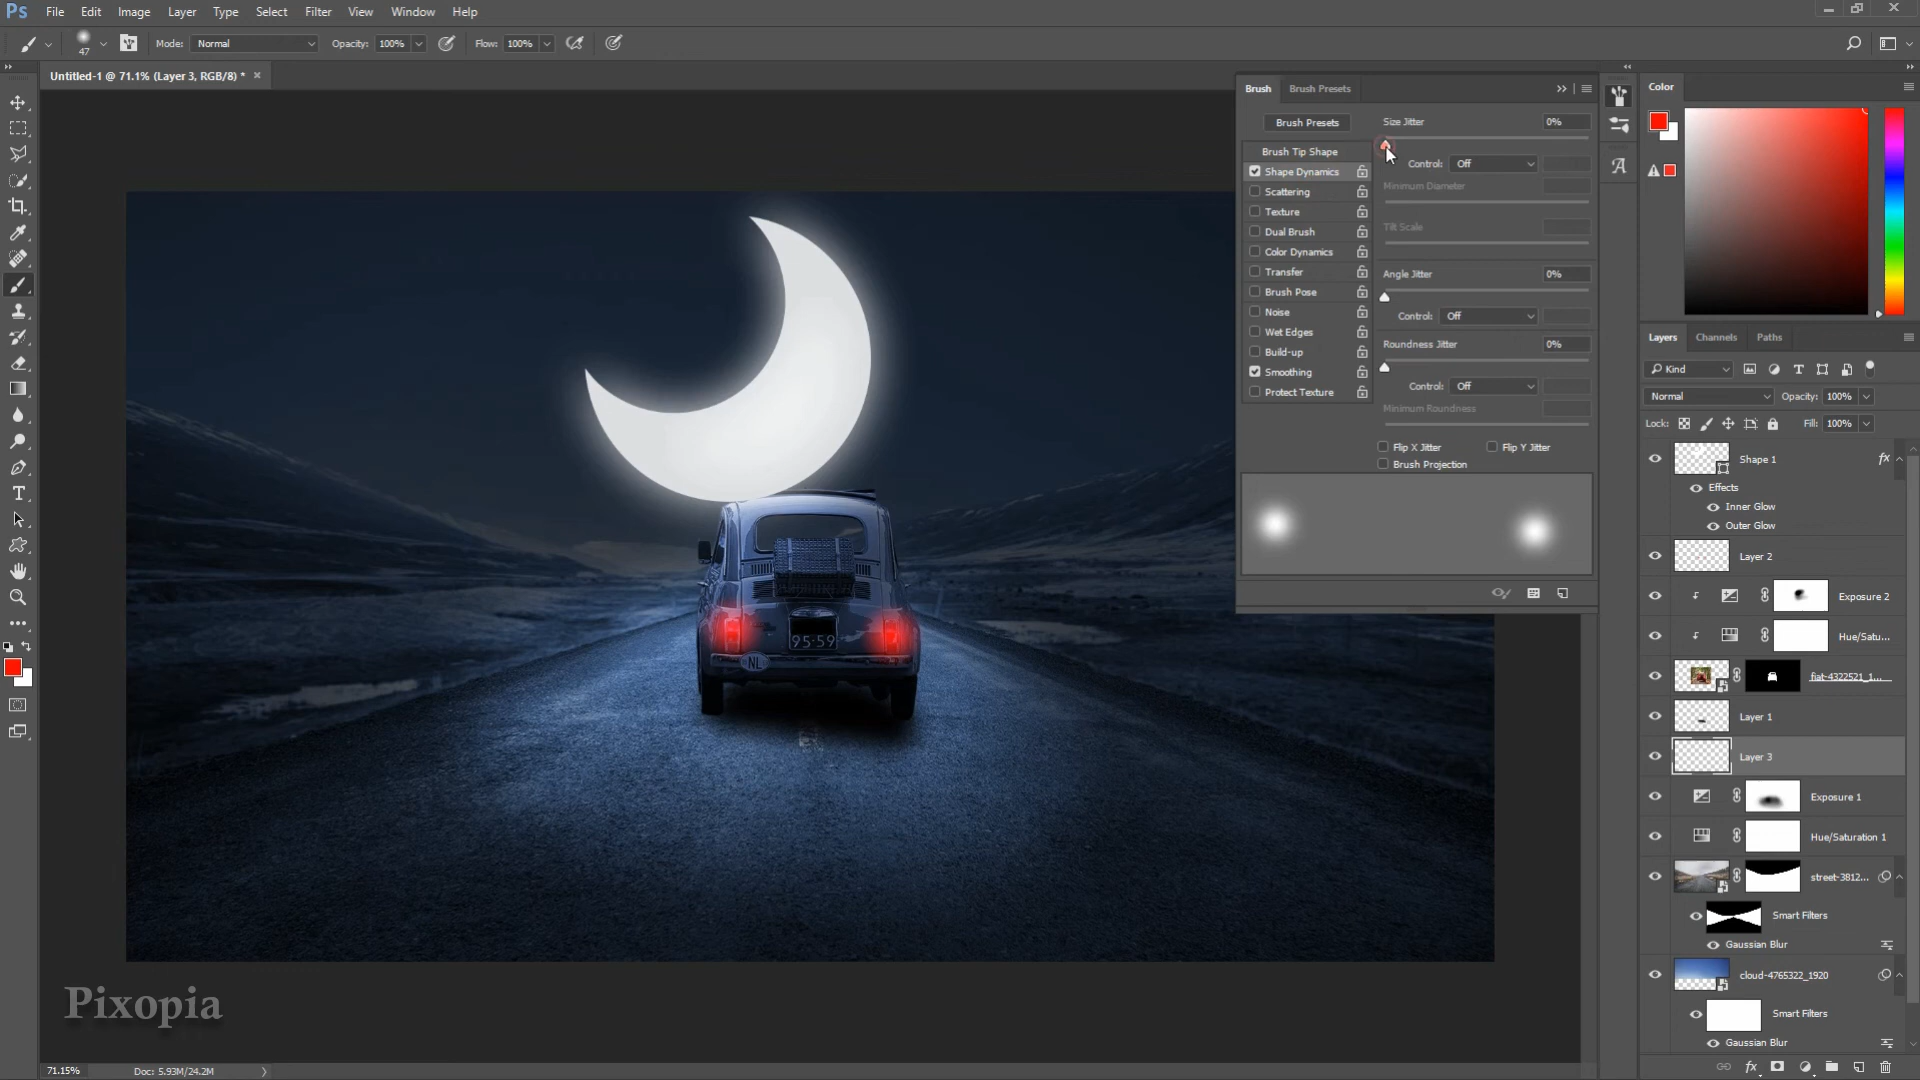 Ps File Edit Image Layer Type Select Filter View Window Help
47 Mode: Normal Opacity: 100% Flow: 100%
Untitled-1 @ 71.1% (Layer 3, RGB/8) * ×
Brush Brush Presets
Brush Presets
Brush Tip Shape
Shape Dynamics
Scattering
Texture
Dual Brush
Color Dynamics
Transfer
Brush Pose
Noise
Wet Edges
Build-up
Smoothing
Protect Texture
Size Jitter 0%
Control: Off
Minimum Diameter
Tilt Scale
Angle Jitter 0%
Control: Off
Roundness Jitter 0%
Control: Off
Minimum Roundness
Flip X Jitter Flip Y Jitter
Brush Projection
Color
Layers Channels Paths
Kind
Normal Opacity: 100%
Lock: Fill: 100%
Shape 1 fx
Effects
Inner Glow
Outer Glow
Layer 2
Exposure 2
Hue/Satu...
fiat-4322521_1...
Layer 1
Layer 3
Exposure 1
Hue/Saturation 1
street-3812...
Smart Filters
Gaussian Blur
cloud-4765322_1920
Smart Filters
Gaussian Blur
fx
95-59
NL
Pixopia
71.15% Doc: 5.93M/24.2M